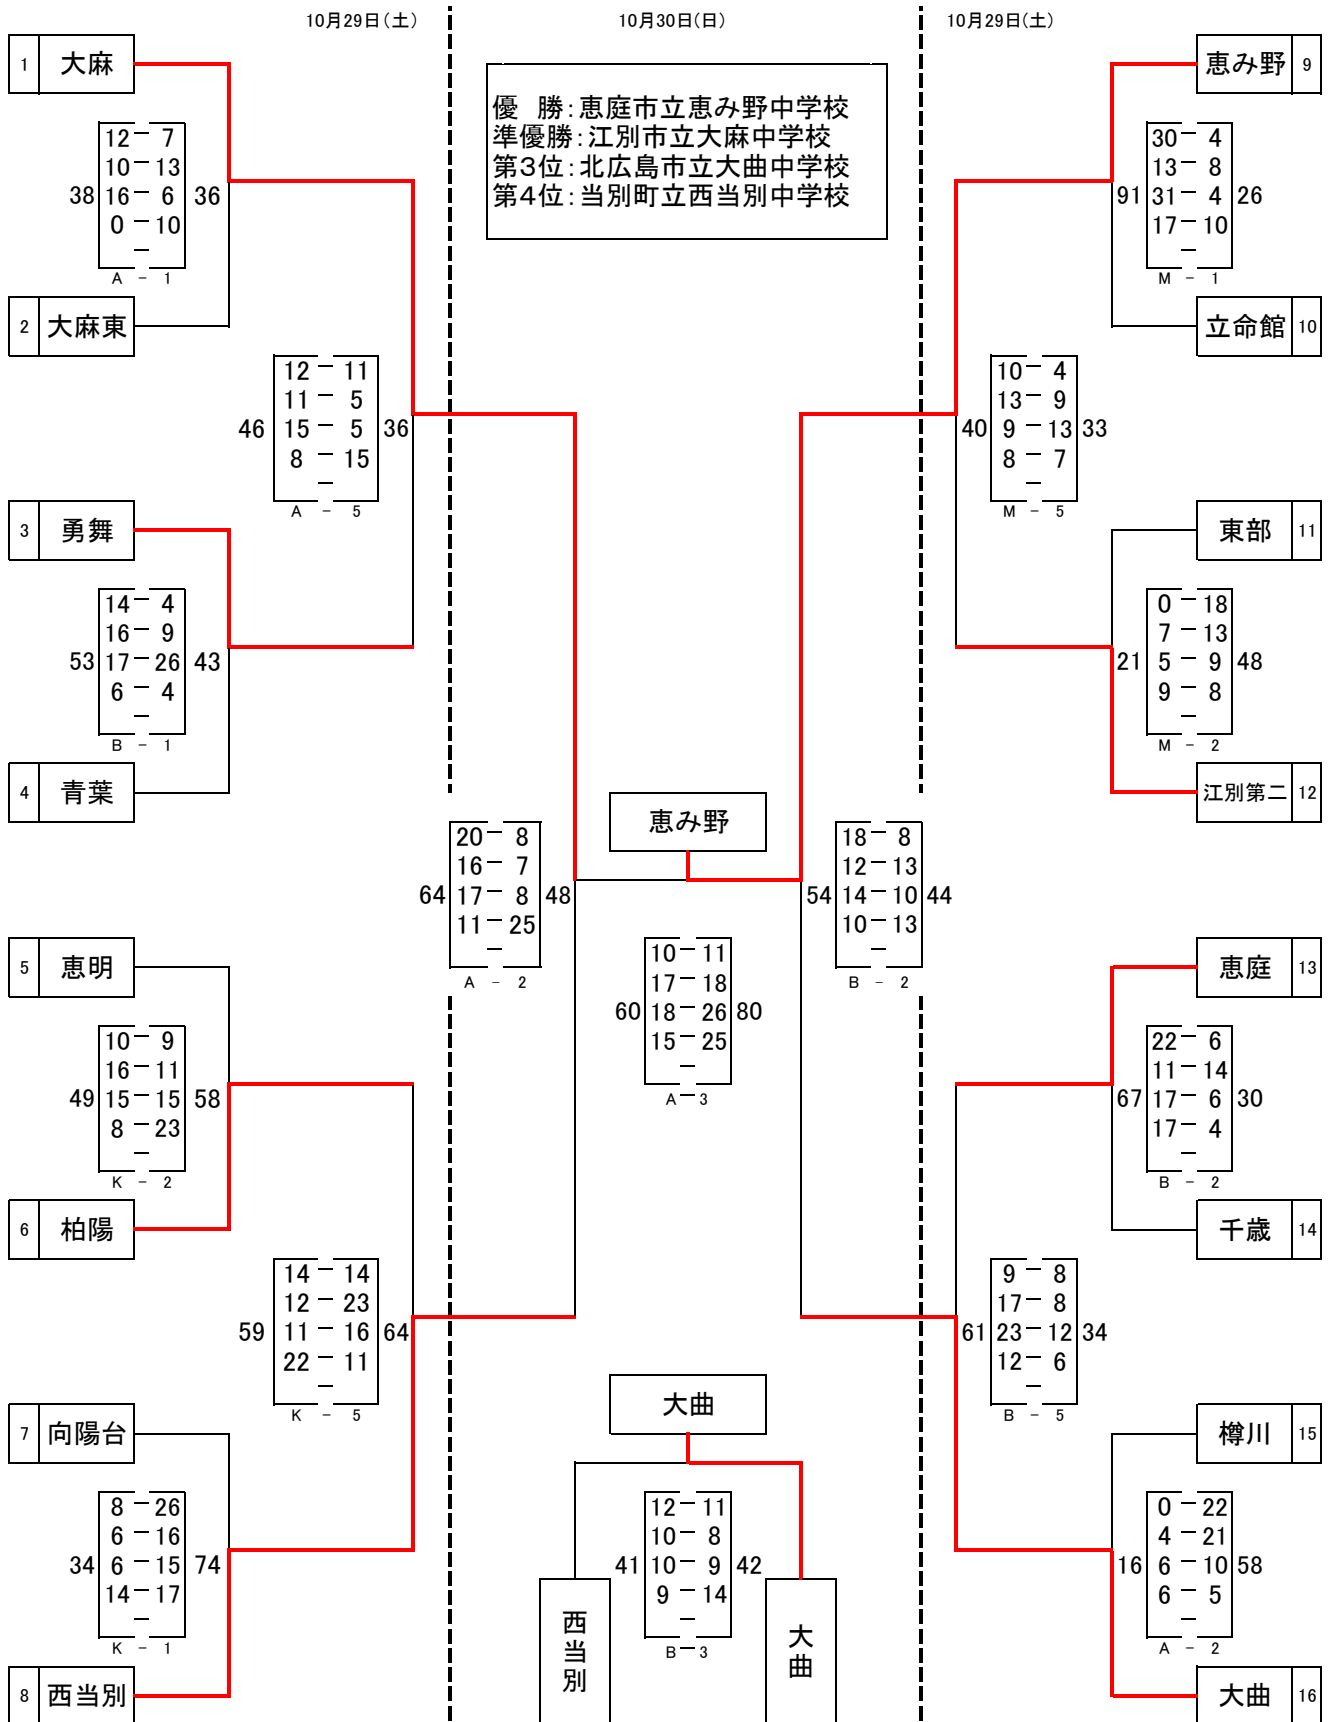 10月29日(土) 10月30日(日) 10月29日(土)
優　勝:恵庭市立恵み野中学校
準優勝:江別市立大麻中学校
第3位:北広島市立大曲中学校
第4位:当別町立西当別中学校
1 大麻
12 - 7
10 - 13
38 16 - 6 36
0 - 10
-
A - 1
2 大麻東
12 - 11
11 - 5
46 15 - 5 36
8 - 15
-
A - 5
3 勇舞
14 - 4
16 - 9
53 17 - 26 43
6 - 4
-
B - 1
4 青葉
20 - 8
16 - 7
64 17 - 8 48
11 - 25
-
A - 2
5 恵明
10 - 9
16 - 11
49 15 - 15 58
8 - 23
-
K - 2
6 柏陽
14 - 14
12 - 23
59 11 - 16 64
22 - 11
-
K - 5
7 向陽台
8 - 26
6 - 16
34 6 - 15 74
14 - 17
-
K - 1
8 西当別
恵み野
10 - 11
17 - 18
60 18 - 26 80
15 - 25
-
A - 3
大曲
12 - 11
10 - 8
41 10 - 9 42
9 - 14
-
B - 3
西当別
大曲
恵み野 9
30 - 4
13 - 8
91 31 - 4 26
17 - 10
-
M - 1
立命館 10
10 - 4
13 - 9
40 9 - 13 33
8 - 7
-
M - 5
東部 11
0 - 18
7 - 13
21 5 - 9 48
9 - 8
-
M - 2
江別第二 12
18 - 8
12 - 13
54 14 - 10 44
10 - 13
-
B - 2
恵庭 13
22 - 6
11 - 14
67 17 - 6 30
17 - 4
-
B - 2
千歳 14
9 - 8
17 - 8
61 23 - 12 34
12 - 6
-
B - 5
樽川 15
0 - 22
4 - 21
16 6 - 10 58
6 - 5
-
A - 2
大曲 16